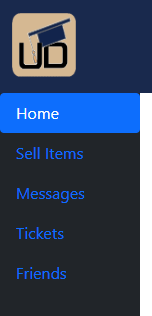 UD
Home
Sell Items
Messages
Tickets
Friends